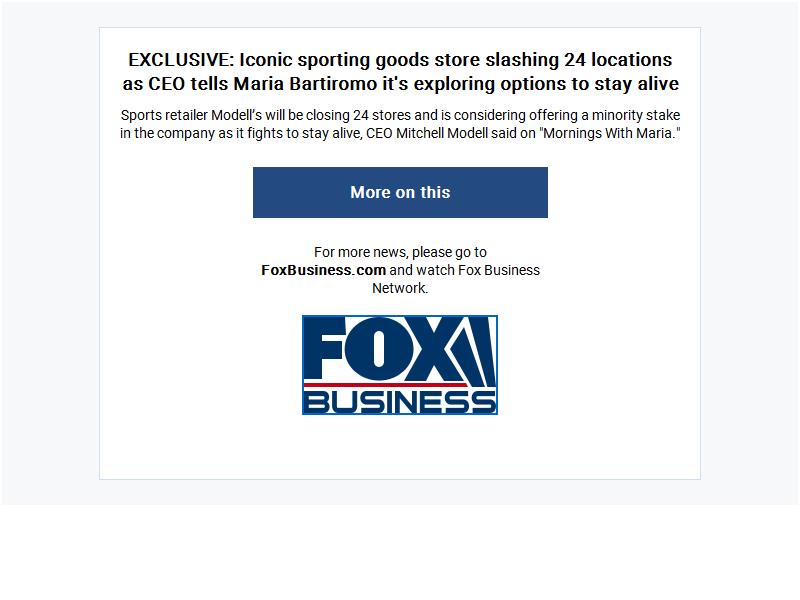 EXCLUSIVE: Iconic sporting goods store slashing 24 locations
as CEO tells Maria Bartiromo it's exploring options to stay alive
Sports retailer Modell’s will be closing 24 stores and is considering offering a minority stake
in the company as it fights to stay alive, CEO Mitchell Modell said on "Mornings With Maria."
More on this
For more news, please go to
FoxBusiness.com and watch Fox Business
Network.
FOX
BUSINESS